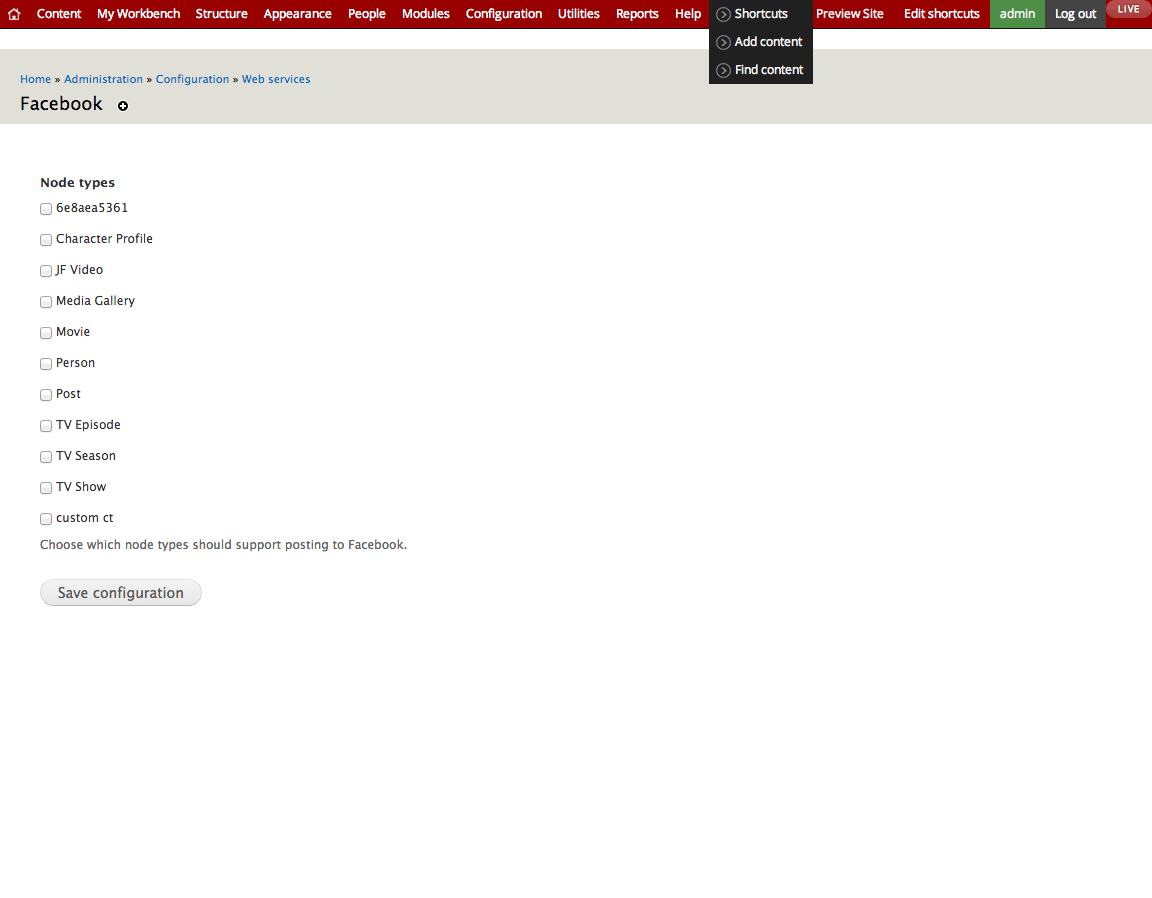 Content My Workbench Structure Appearance People Modules Configuration Utilities Reports Help Shortcuts Preview Site Edit shortcuts admin Log out LIVE
Add content
Find content
Home » Administration » Configuration » Web services
Facebook
Node types
6e8aea5361
Character Profile
JF Video
Media Gallery
Movie
Person
Post
TV Episode
TV Season
TV Show
custom ct
Choose which node types should support posting to Facebook.
Save configuration